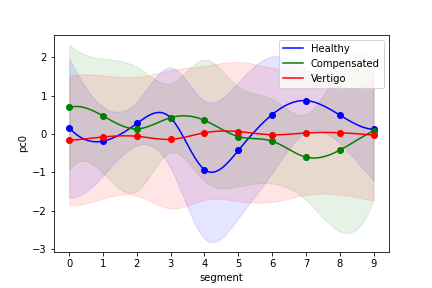 Healthy
Compensated
Vertigo
pc0
2
1
0
−1
−2
−3
0 1 2 3 4 5 6 7 8 9
segment